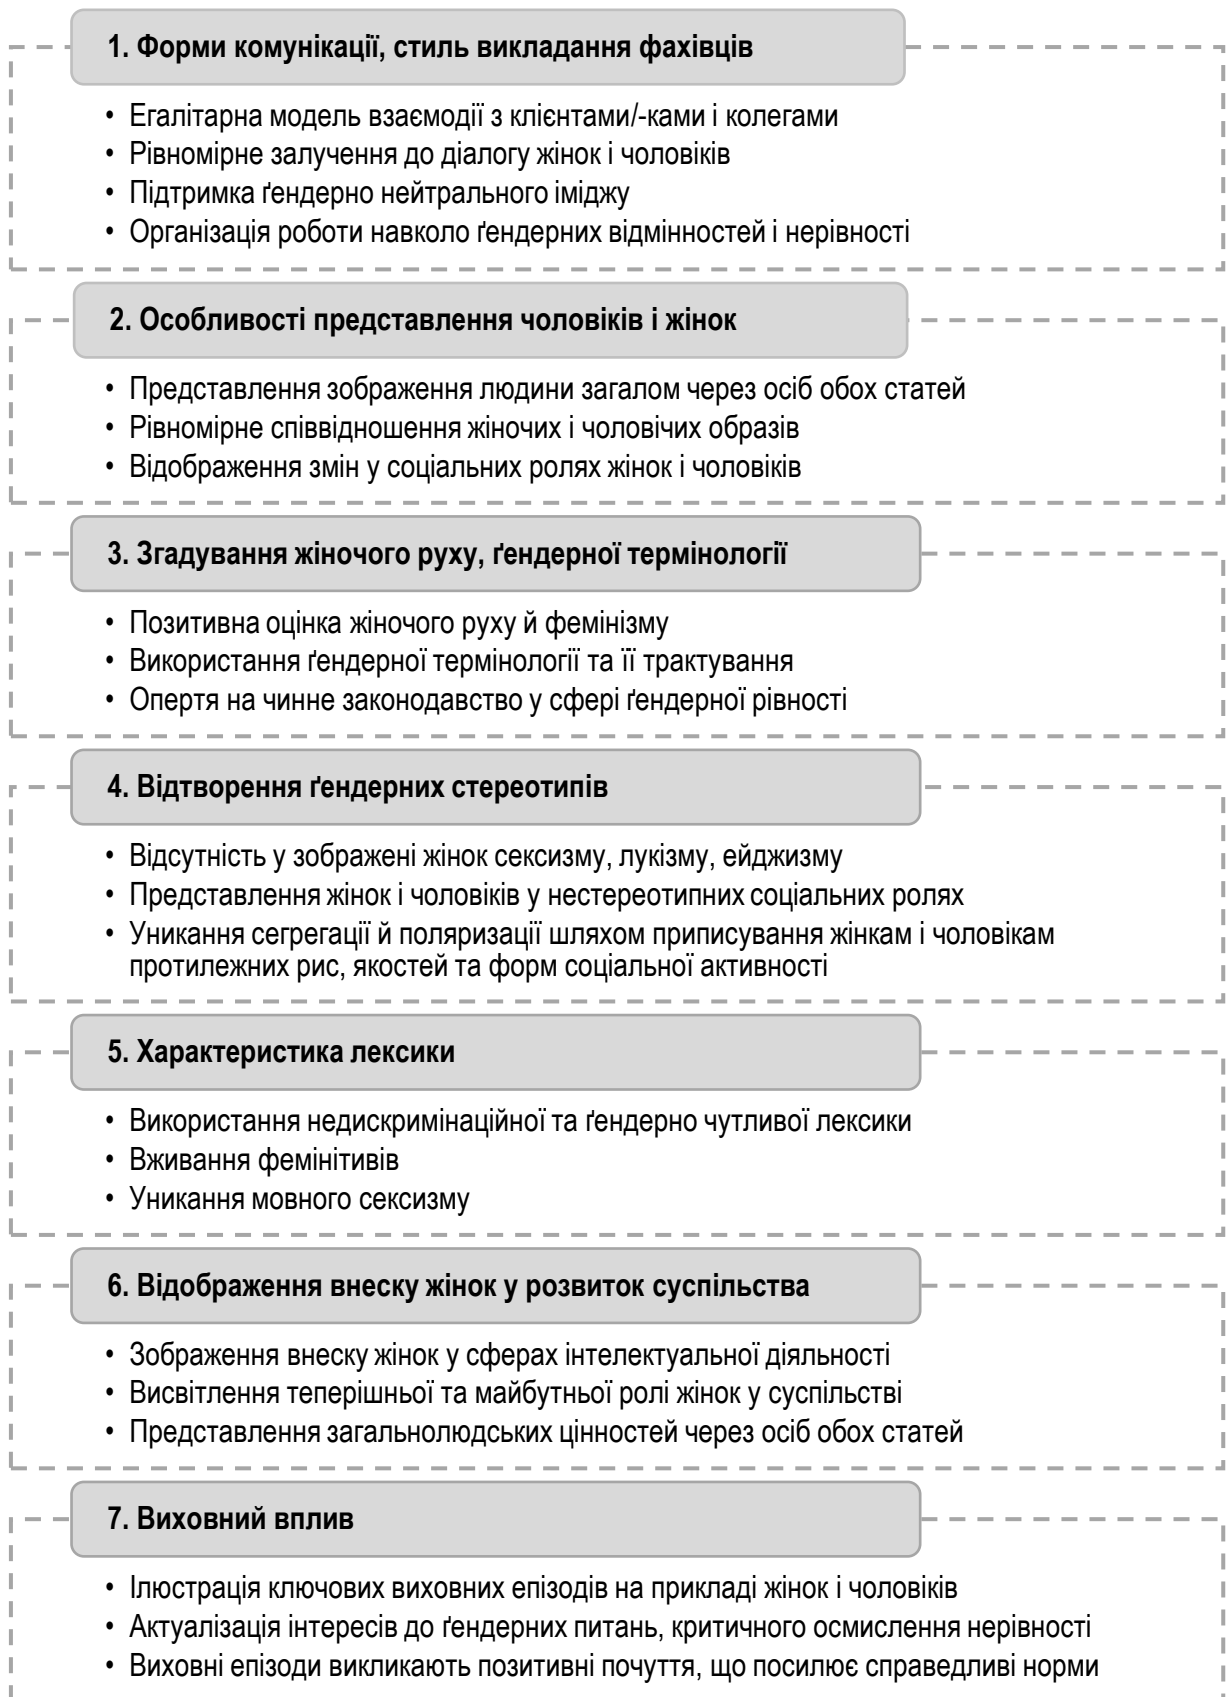 1. Форми комунікації, стиль викладання фахівців
• Егалітарна модель взаємодії з клієнтами/-ками і колегами
• Рівномірне залучення до діалогу жінок і чоловіків
• Підтримка ґендерно нейтрального іміджу
• Організація роботи навколо ґендерних відмінностей і нерівності
2. Особливості представлення чоловіків і жінок
• Представлення зображення людини загалом через осіб обох статей
• Рівномірне співвідношення жіночих і чоловічих образів
• Відображення змін у соціальних ролях жінок і чоловіків
3. Згадування жіночого руху, ґендерної термінології
• Позитивна оцінка жіночого руху й фемінізму
• Використання ґендерної термінології та її трактування
• Опертя на чинне законодавство у сфері ґендерної рівності
4. Відтворення ґендерних стереотипів
• Відсутність у зображені жінок сексизму, лукізму, ейджизму
• Представлення жінок і чоловіків у нестереотипних соціальних ролях
• Уникання сегрегації й поляризації шляхом приписування жінкам і чоловікам
протилежних рис, якостей та форм соціальної активності
5. Характеристика лексики
• Використання недискримінаційної та ґендерно чутливої лексики
• Вживання фемінітивів
• Уникання мовного сексизму
6. Відображення внеску жінок у розвиток суспільства
• Зображення внеску жінок у сферах інтелектуальної діяльності
• Висвітлення теперішньої та майбутньої ролі жінок у суспільстві
• Представлення загальнолюдських цінностей через осіб обох статей
7. Виховний вплив
• Ілюстрація ключових виховних епізодів на прикладі жінок і чоловіків
• Актуалізація інтересів до ґендерних питань, критичного осмислення нерівності
• Виховні епізоди викликають позитивні почуття, що посилює справедливі норми